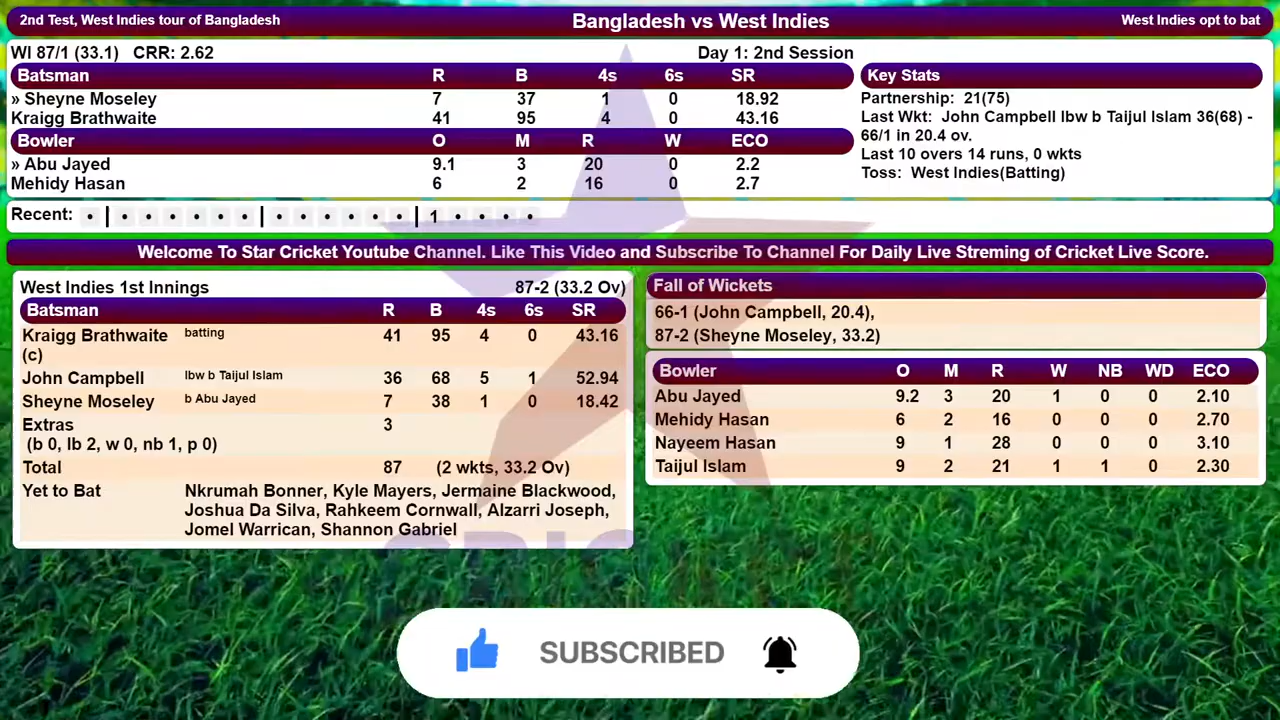 2nd Test, West Indies tour of Bangladesh Bangladesh vs West Indies West Indies opt to bat
WI 87/1 (33.1) CRR: 2.62 Day 1: 2nd Session
Batsman R B 4s 6s SR
» Sheyne Moseley 7 37 1 0 18.92
Kraigg Brathwaite 41 95 4 0 43.16
Bowler O M R W ECO
» Abu Jayed 9.1 3 20 0 2.2
Mehidy Hasan 6 2 16 0 2.7
Key Stats
Partnership: 21(75)
Last Wkt: John Campbell lbw b Taijul Islam 36(68) -
66/1 in 20.4 ov.
Last 10 overs 14 runs, 0 wkts
Toss: West Indies(Batting)
Recent: • | • • • • • • | • • • • • • | 1 • • • •
Welcome To Star Cricket Youtube Channel. Like This Video and Subscribe To Channel For Daily Live Streming of Cricket Live Score.
West Indies 1st Innings 87-2 (33.2 Ov)
Batsman R B 4s 6s SR
Kraigg Brathwaite batting 41 95 4 0 43.16
(c)
John Campbell lbw b Taijul Islam 36 68 5 1 52.94
Sheyne Moseley b Abu Jayed 7 38 1 0 18.42
Extras 3
(b 0, lb 2, w 0, nb 1, p 0)
Total 87 (2 wkts, 33.2 Ov)
Yet to Bat Nkrumah Bonner, Kyle Mayers, Jermaine Blackwood,
Joshua Da Silva, Rahkeem Cornwall, Alzarri Joseph,
Jomel Warrican, Shannon Gabriel
Fall of Wickets
66-1 (John Campbell, 20.4),
87-2 (Sheyne Moseley, 33.2)
Bowler O M R W NB WD ECO
Abu Jayed 9.2 3 20 1 0 0 2.10
Mehidy Hasan 6 2 16 0 0 0 2.70
Nayeem Hasan 9 1 28 0 0 0 3.10
Taijul Islam 9 2 21 1 1 0 2.30
SUBSCRIBED